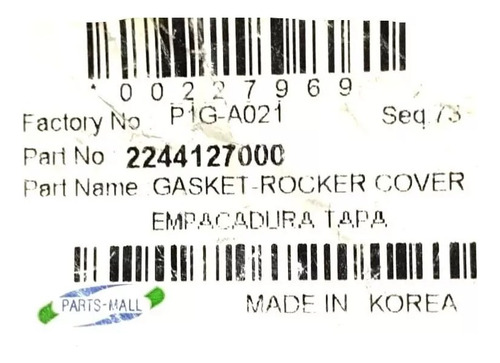 * 00227969
Factory No P1G-A021 Seq 73
Part No 2244127000
Part Name GASKET-ROCKER COVER
EMPACADURA TAPA
PARTS-MALL MADE IN KOREA